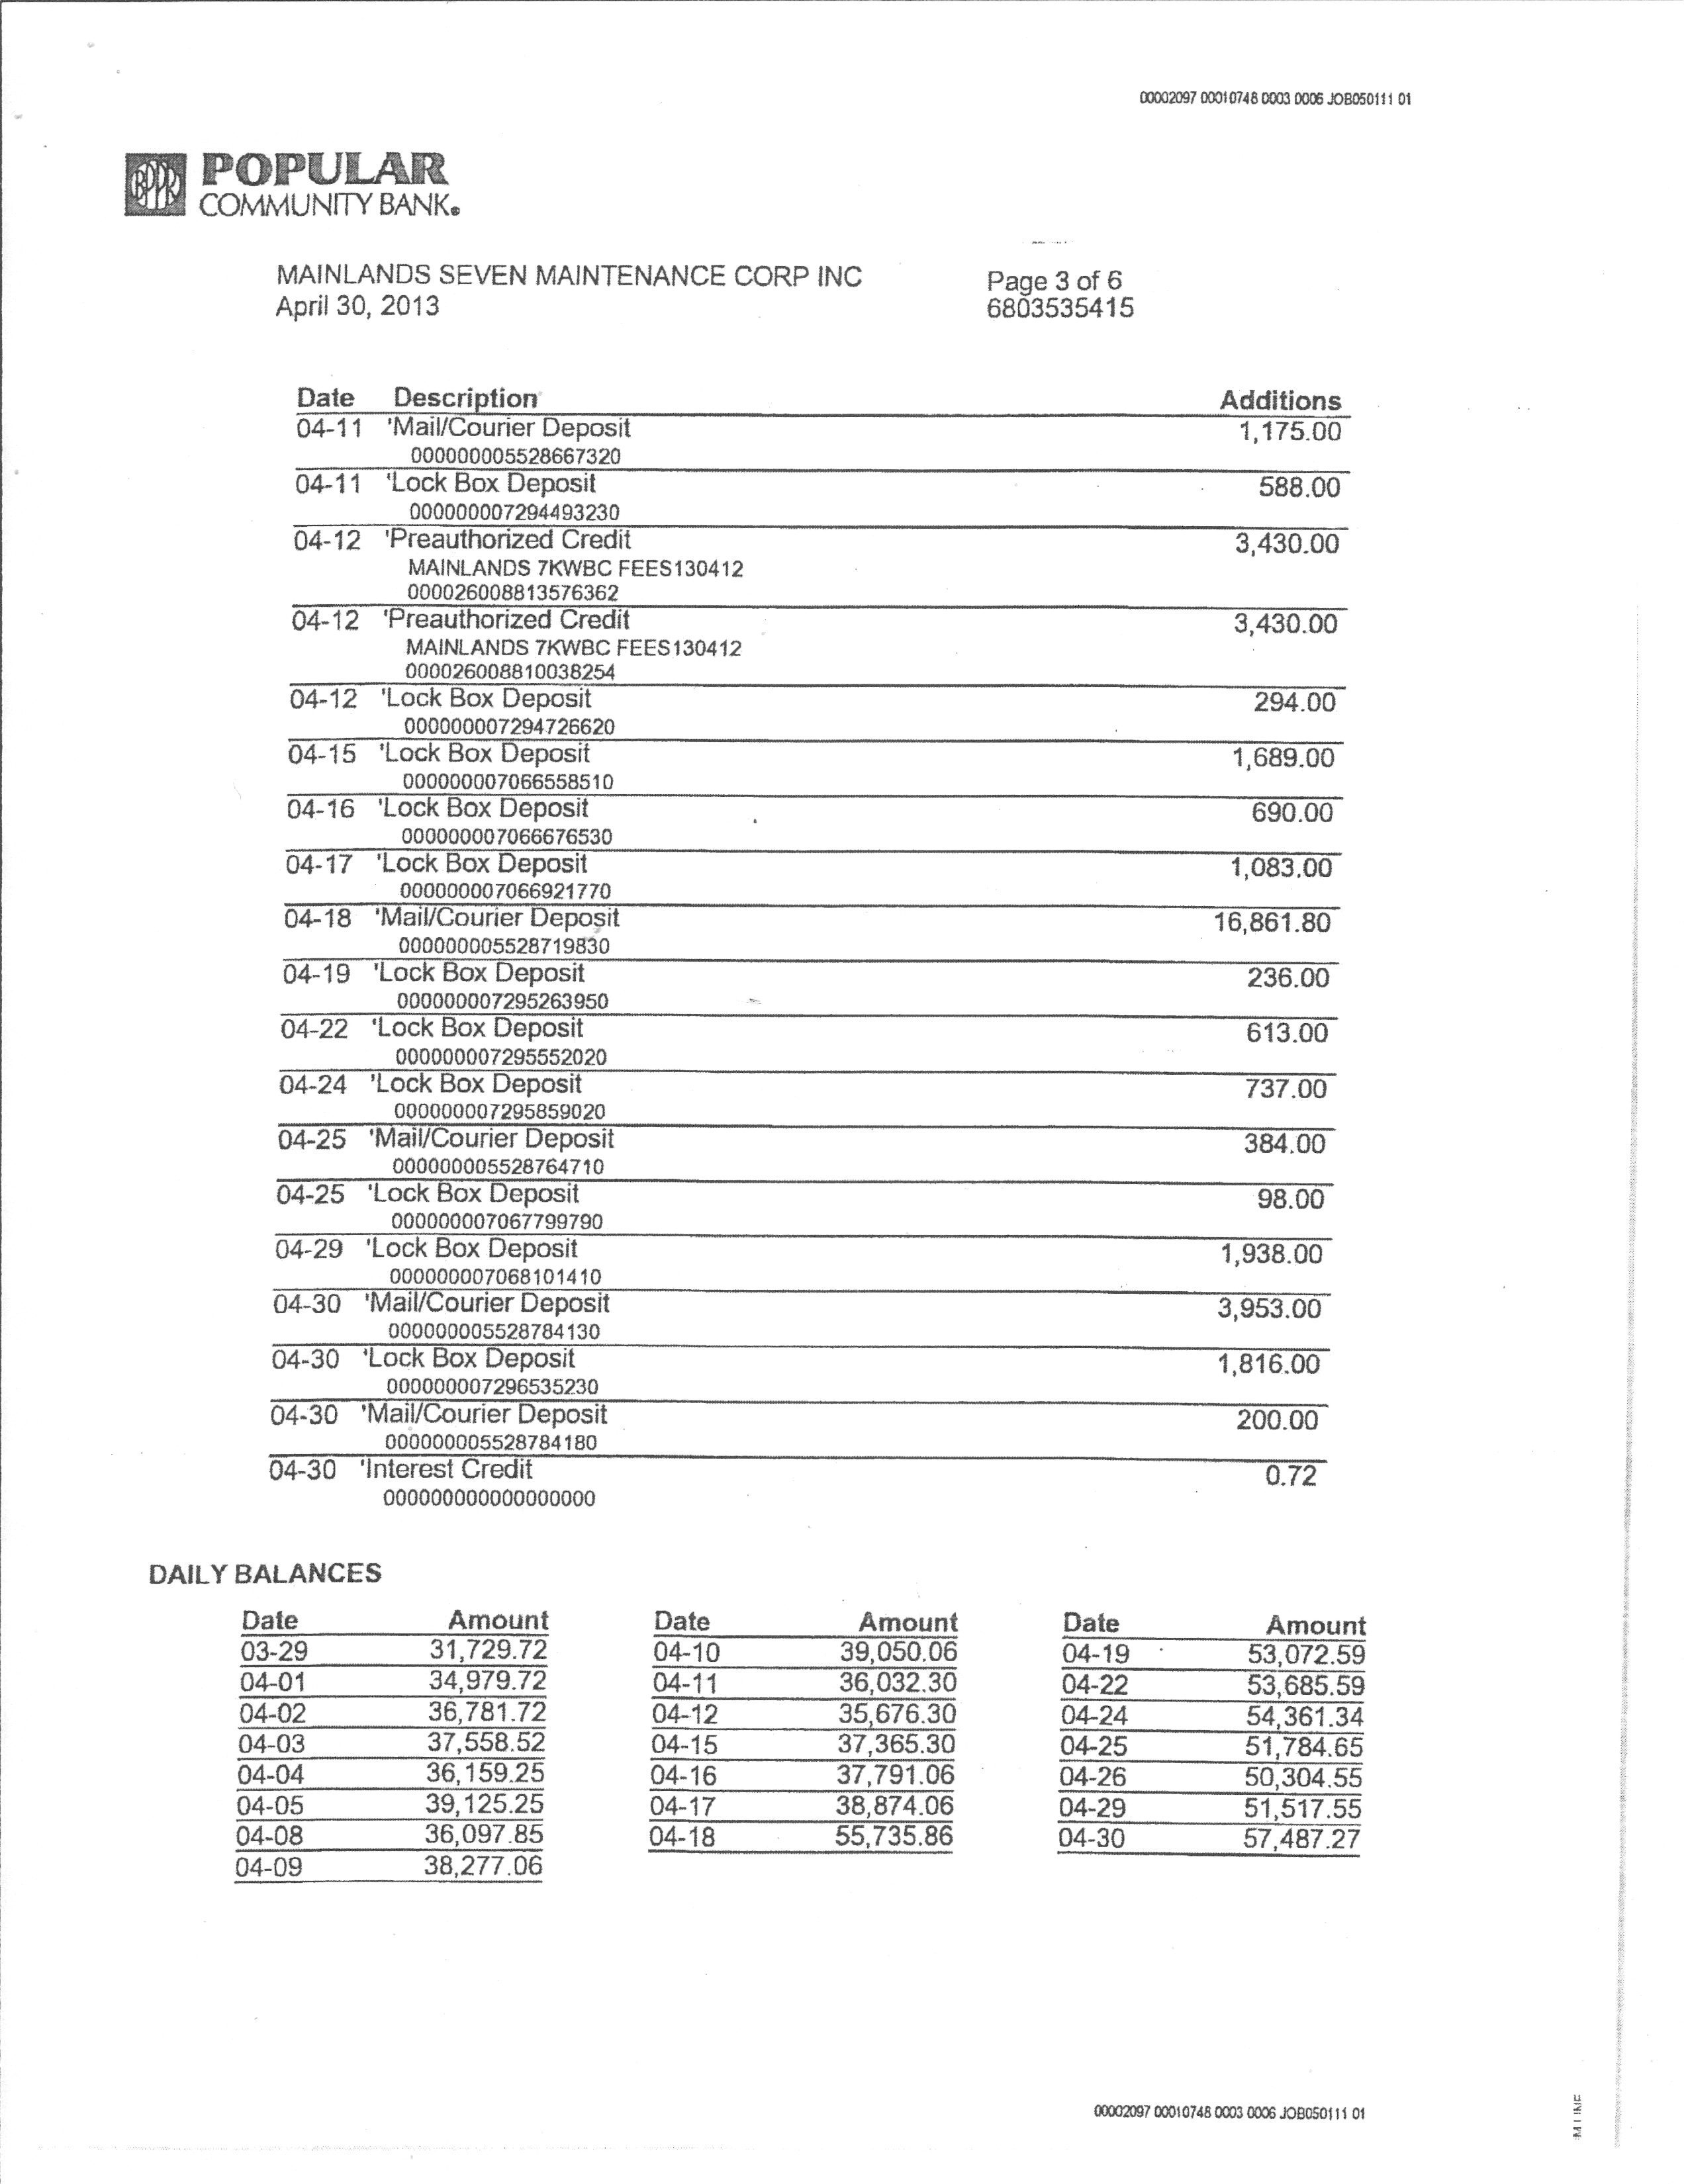 00002097 00010748 0003 0006 JOB050111 01
BPPR POPULAR
COMMUNITY BANK.
MAINLANDS SEVEN MAINTENANCE CORP INC Page 3 of 6
April 30, 2013 6803535415
Date Description Additions
04-11 'Mail/Courier Deposit 1,175.00
000000005528667320
04-11 'Lock Box Deposit 588.00
000000007294493230
04-12 'Preauthorized Credit 3,430.00
MAINLANDS 7KWBC FEES130412
000026008813576362
04-12 'Preauthorized Credit 3,430.00
MAINLANDS 7KWBC FEES130412
000026008810038254
04-12 'Lock Box Deposit 294.00
000000007294726620
04-15 'Lock Box Deposit 1,689.00
000000007066558510
04-16 'Lock Box Deposit 690.00
000000007066676530
04-17 'Lock Box Deposit 1,083.00
000000007066921770
04-18 'Mail/Courier Deposit 16,861.80
000000005528719830
04-19 'Lock Box Deposit 236.00
000000007295263950
04-22 'Lock Box Deposit 613.00
000000007295552020
04-24 'Lock Box Deposit 737.00
000000007295859020
04-25 'Mail/Courier Deposit 384.00
000000005528764710
04-25 'Lock Box Deposit 98.00
000000007067799790
04-29 'Lock Box Deposit 1,938.00
000000007068101410
04-30 'Mail/Courier Deposit 3,953.00
000000005528784130
04-30 'Lock Box Deposit 1,816.00
000000007296535230
04-30 'Mail/Courier Deposit 200.00
000000005528784180
04-30 'Interest Credit 0.72
000000000000000000
DAILY BALANCES
Date Amount Date Amount Date Amount
03-29 31,729.72 04-10 39,050.06 04-19 53,072.59
04-01 34,979.72 04-11 36,032.30 04-22 53,685.59
04-02 36,781.72 04-12 35,676.30 04-24 54,361.34
04-03 37,558.52 04-15 37,365.30 04-25 51,784.65
04-04 36,159.25 04-16 37,791.06 04-26 50,304.55
04-05 39,125.25 04-17 38,874.06 04-29 51,517.55
04-08 36,097.85 04-18 55,735.86 04-30 57,487.27
04-09 38,277.06
00002097 00010748 0003 0006 JOB050111 01